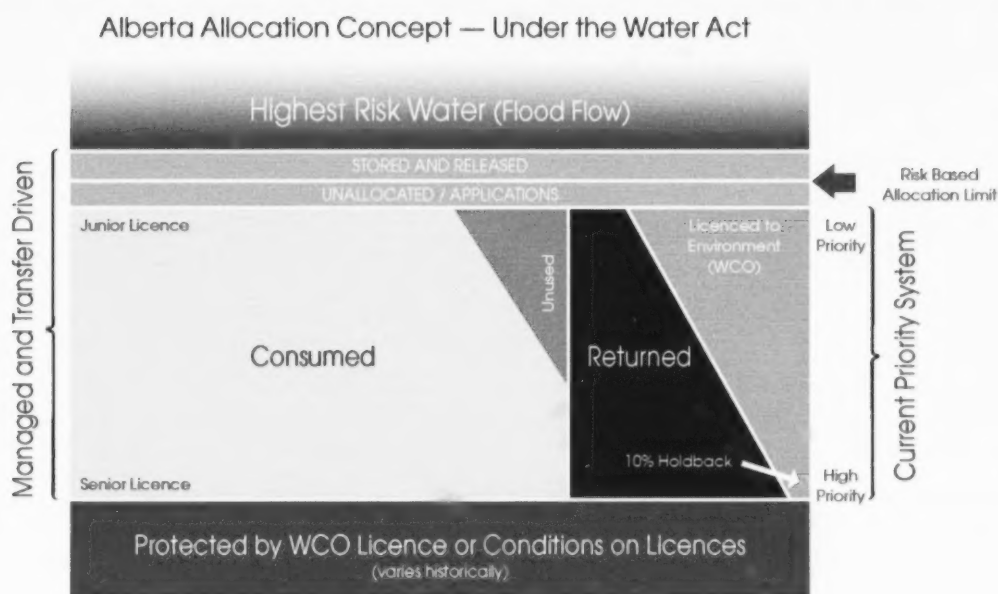 Alberta Allocation Concept — Under the Water Act
Highest Risk Water (Flood Flow)
STORED AND RELEASED
UNALLOCATED / APPLICATIONS
Risk Based
Allocation Limit
Managed and Transfer Driven
Junior Licence
Unused
Licenced to
Environment
(WCO)
Low
Priority
Consumed
Returned
Current Priority System
10% Holdback
Senior Licence
High
Priority
Protected by WCO Licence or Conditions on Licences
(varies historically)